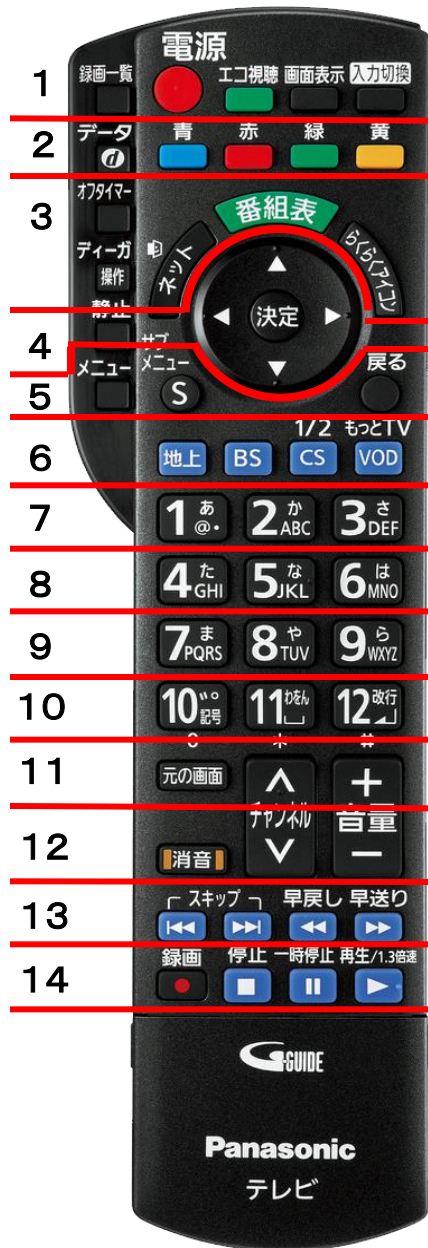 電源
1 録画一覧 エコ視聴 画面表示 入力切換
2 データ d 青 赤 緑 黄
3 オフタイマー 番組表
ディーガ ネット らくらくアイコン
操作
静止 決定
4 サブ
5 メニュー メニュー S 戻る
1/2 もっとTV
6 地上 BS CS VOD
7 1 あ @. 2 か ABC 3 さ DEF
8 4 た GHI 5 な JKL 6 は MNO
9 7 ま PQRS 8 や TUV 9 ら WXYZ
10 10 ゛゜ 記号 11 わをん 12 改行
* #
11 元の画面 ＋
チャンネル 音量
12 消音 －
13 スキップ 早戻し 早送り
14 録画 停止 一時停止 再生/1.3倍速
G-GUIDE
Panasonic
テレビ